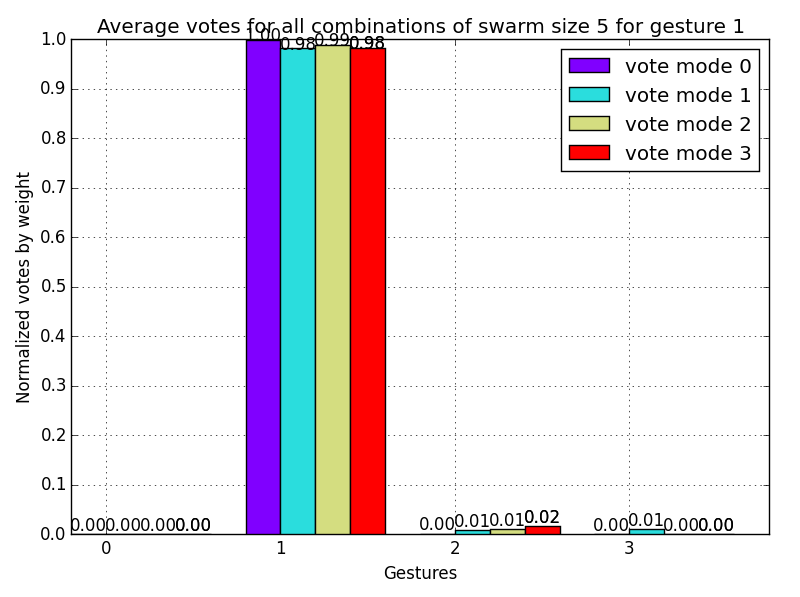 Average votes for all combinations of swarm size 5 for gesture 1
1.00 0.98 0.99 0.98
vote mode 0
vote mode 1
vote mode 2
vote mode 3
1.0
0.9
0.8
0.7
0.6
0.5
0.4
0.3
0.2
0.1
0.0
Normalized votes by weight
0.00 0.00 0.00 0.00
0.00 0.01 0.01 0.02
0.00 0.01 0.00 0.00
0 1 2 3
Gestures